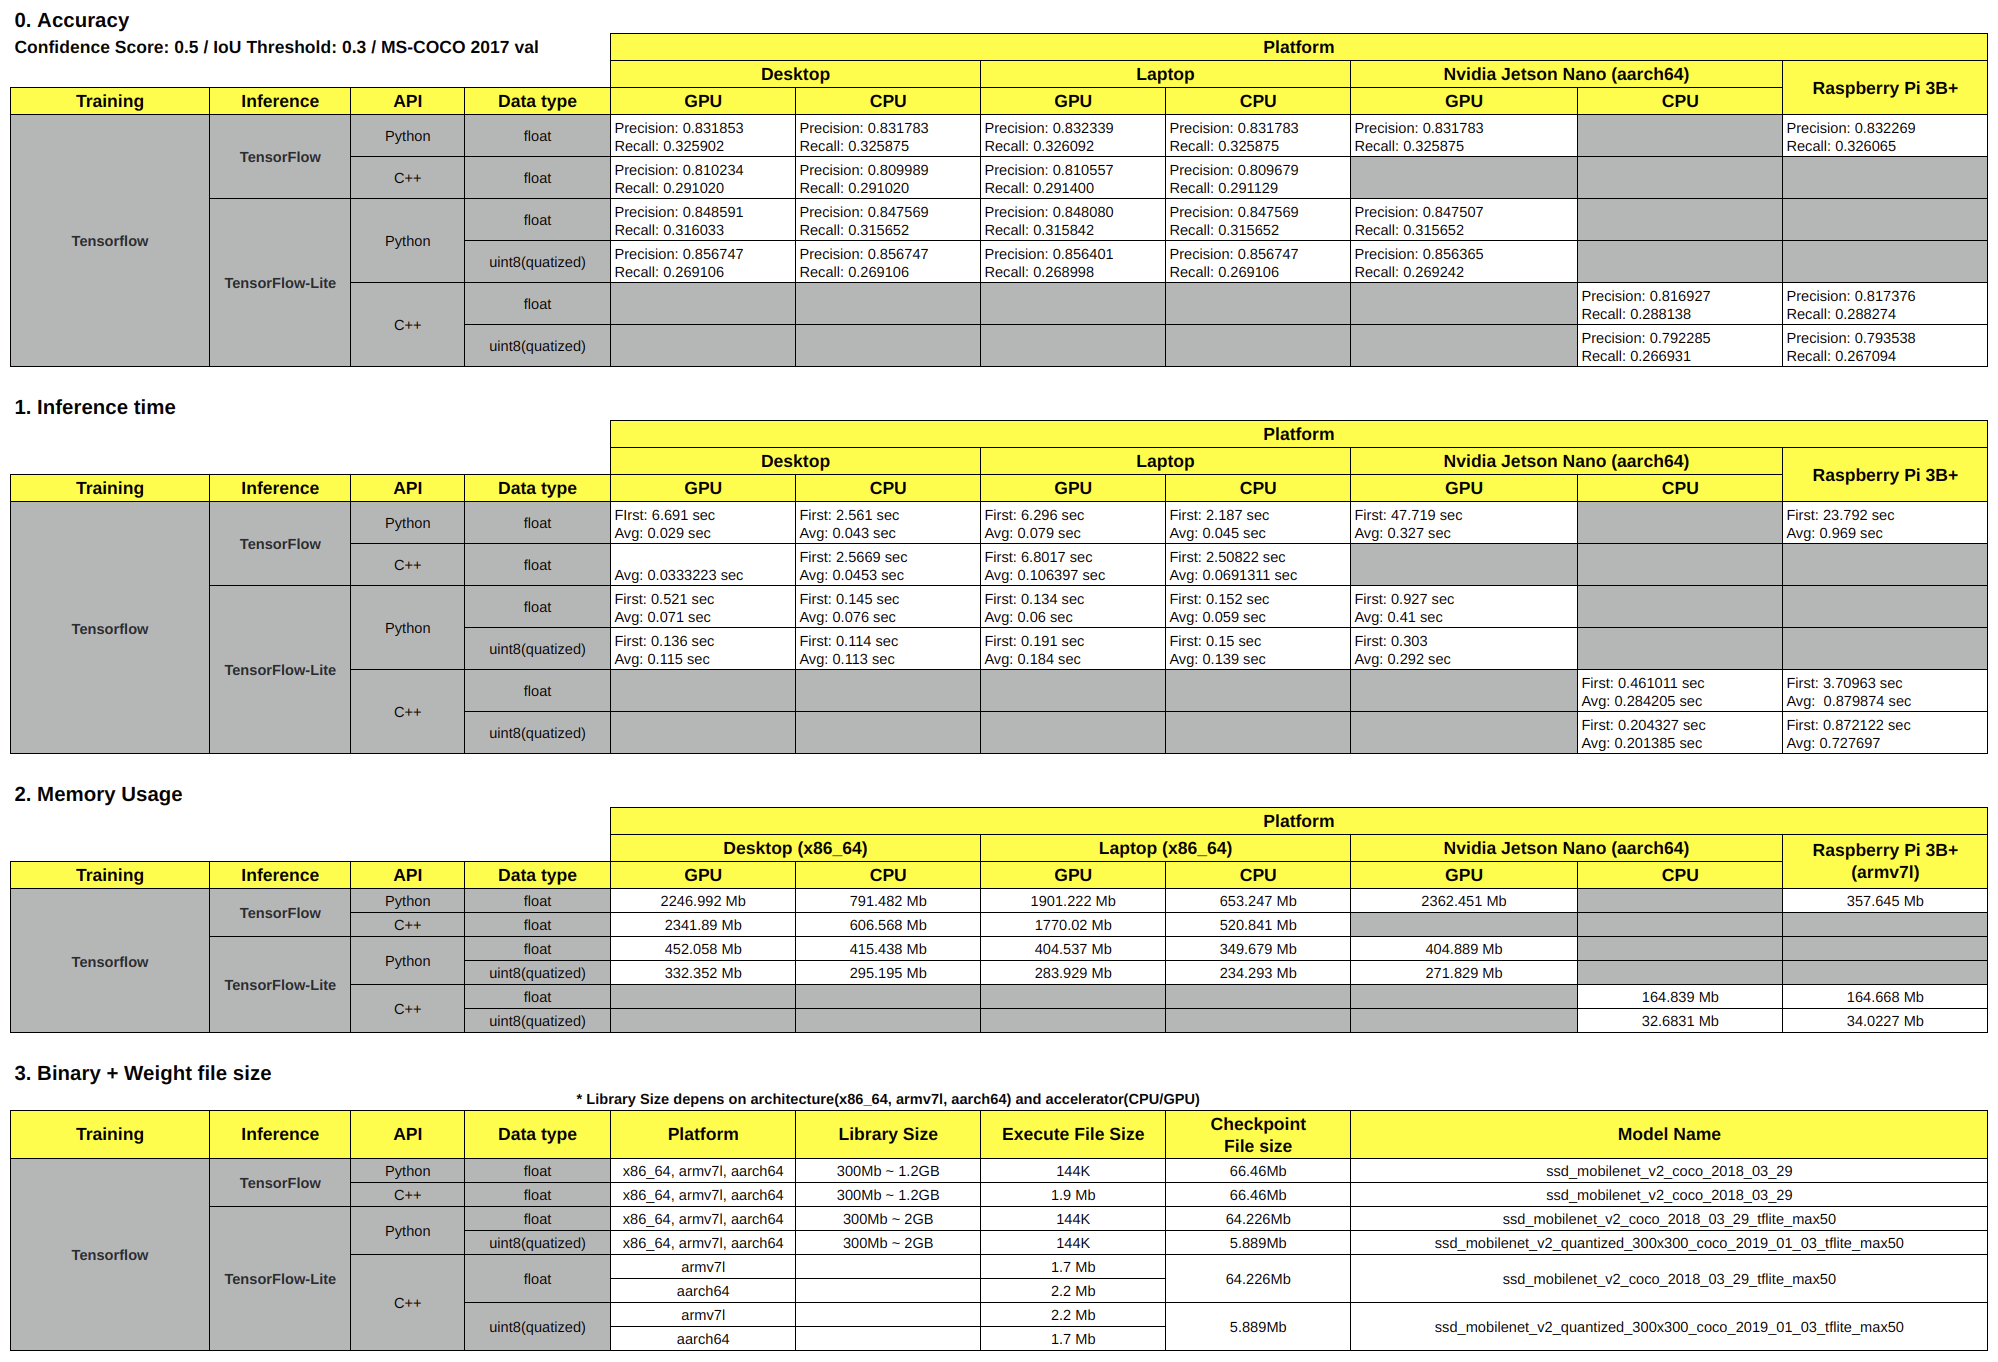 0. Accuracy
Confidence Score: 0.5 / IoU Threshold: 0.3 / MS-COCO 2017 val Platform
Desktop Laptop Nvidia Jetson Nano (aarch64) Raspberry Pi 3B+
Training Inference API Data type GPU CPU GPU CPU GPU CPU
Tensorflow TensorFlow Python float Precision: 0.831853 Precision: 0.831783 Precision: 0.832339 Precision: 0.831783 Precision: 0.831783 Precision: 0.832269
Recall: 0.325902 Recall: 0.325875 Recall: 0.326092 Recall: 0.325875 Recall: 0.325875 Recall: 0.326065
C++ float Precision: 0.810234 Precision: 0.809989 Precision: 0.810557 Precision: 0.809679
Recall: 0.291020 Recall: 0.291020 Recall: 0.291400 Recall: 0.291129
TensorFlow-Lite Python float Precision: 0.848591 Precision: 0.847569 Precision: 0.848080 Precision: 0.847569 Precision: 0.847507
Recall: 0.316033 Recall: 0.315652 Recall: 0.315842 Recall: 0.315652 Recall: 0.315652
uint8(quatized) Precision: 0.856747 Precision: 0.856747 Precision: 0.856401 Precision: 0.856747 Precision: 0.856365
Recall: 0.269106 Recall: 0.269106 Recall: 0.268998 Recall: 0.269106 Recall: 0.269242
C++ float Precision: 0.816927 Precision: 0.817376
Recall: 0.288138 Recall: 0.288274
uint8(quatized) Precision: 0.792285 Precision: 0.793538
Recall: 0.266931 Recall: 0.267094
1. Inference time
Platform
Desktop Laptop Nvidia Jetson Nano (aarch64) Raspberry Pi 3B+
Training Inference API Data type GPU CPU GPU CPU GPU CPU
Tensorflow TensorFlow Python float FIrst: 6.691 sec First: 2.561 sec First: 6.296 sec First: 2.187 sec First: 47.719 sec First: 23.792 sec
Avg: 0.029 sec Avg: 0.043 sec Avg: 0.079 sec Avg: 0.045 sec Avg: 0.327 sec Avg: 0.969 sec
C++ float First: 2.5669 sec First: 6.8017 sec First: 2.50822 sec
Avg: 0.0333223 sec Avg: 0.0453 sec Avg: 0.106397 sec Avg: 0.0691311 sec
TensorFlow-Lite Python float First: 0.521 sec First: 0.145 sec First: 0.134 sec First: 0.152 sec First: 0.927 sec
Avg: 0.071 sec Avg: 0.076 sec Avg: 0.06 sec Avg: 0.059 sec Avg: 0.41 sec
uint8(quatized) First: 0.136 sec First: 0.114 sec First: 0.191 sec First: 0.15 sec First: 0.303
Avg: 0.115 sec Avg: 0.113 sec Avg: 0.184 sec Avg: 0.139 sec Avg: 0.292 sec
C++ float First: 0.461011 sec First: 3.70963 sec
Avg: 0.284205 sec Avg: 0.879874 sec
uint8(quatized) First: 0.204327 sec First: 0.872122 sec
Avg: 0.201385 sec Avg: 0.727697
2. Memory Usage
Platform
Desktop (x86_64) Laptop (x86_64) Nvidia Jetson Nano (aarch64) Raspberry Pi 3B+
Training Inference API Data type GPU CPU GPU CPU GPU CPU (armv7l)
Tensorflow TensorFlow Python float 2246.992 Mb 791.482 Mb 1901.222 Mb 653.247 Mb 2362.451 Mb 357.645 Mb
C++ float 2341.89 Mb 606.568 Mb 1770.02 Mb 520.841 Mb
TensorFlow-Lite Python float 452.058 Mb 415.438 Mb 404.537 Mb 349.679 Mb 404.889 Mb
uint8(quatized) 332.352 Mb 295.195 Mb 283.929 Mb 234.293 Mb 271.829 Mb
C++ float 164.839 Mb 164.668 Mb
uint8(quatized) 32.6831 Mb 34.0227 Mb
3. Binary + Weight file size
* Library Size depens on architecture(x86_64, armv7l, aarch64) and accelerator(CPU/GPU)
Training Inference API Data type Platform Library Size Execute File Size Checkpoint Model Name
File size
Tensorflow TensorFlow Python float x86_64, armv7l, aarch64 300Mb ~ 1.2GB 144K 66.46Mb ssd_mobilenet_v2_coco_2018_03_29
C++ float x86_64, armv7l, aarch64 300Mb ~ 1.2GB 1.9 Mb 66.46Mb ssd_mobilenet_v2_coco_2018_03_29
TensorFlow-Lite Python float x86_64, armv7l, aarch64 300Mb ~ 2GB 144K 64.226Mb ssd_mobilenet_v2_coco_2018_03_29_tflite_max50
uint8(quatized) x86_64, armv7l, aarch64 300Mb ~ 2GB 144K 5.889Mb ssd_mobilenet_v2_quantized_300x300_coco_2019_01_03_tflite_max50
C++ float armv7l 1.7 Mb 64.226Mb ssd_mobilenet_v2_coco_2018_03_29_tflite_max50
aarch64 2.2 Mb
uint8(quatized) armv7l 2.2 Mb 5.889Mb ssd_mobilenet_v2_quantized_300x300_coco_2019_01_03_tflite_max50
aarch64 1.7 Mb